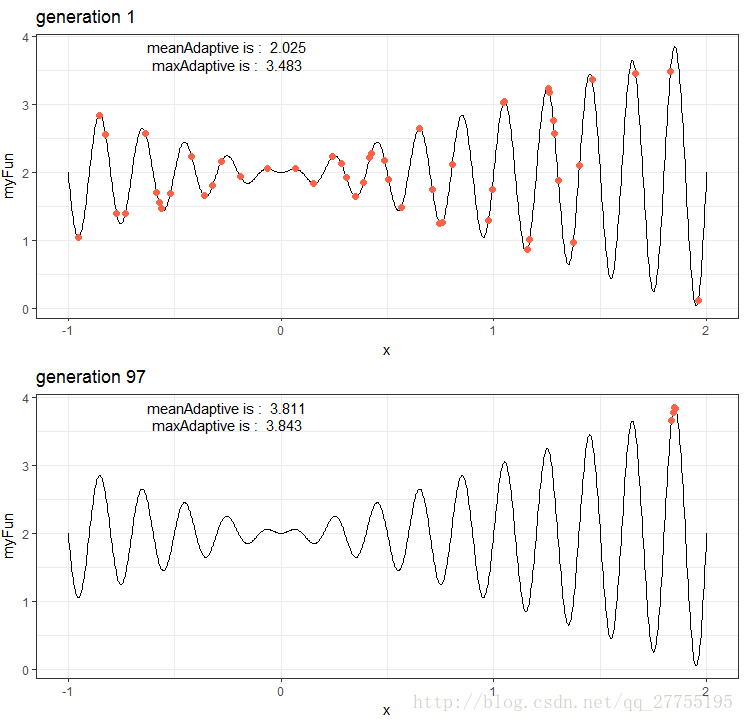 generation 1
meanAdaptive is : 2.025
maxAdaptive is : 3.483
4
3
2
1
0
myFun
-1
0
1
2
x
generation 97
meanAdaptive is : 3.811
maxAdaptive is : 3.843
4
3
2
1
0
myFun
-1
0
1
2
x
http://blog.csdn.net/qq_27755195